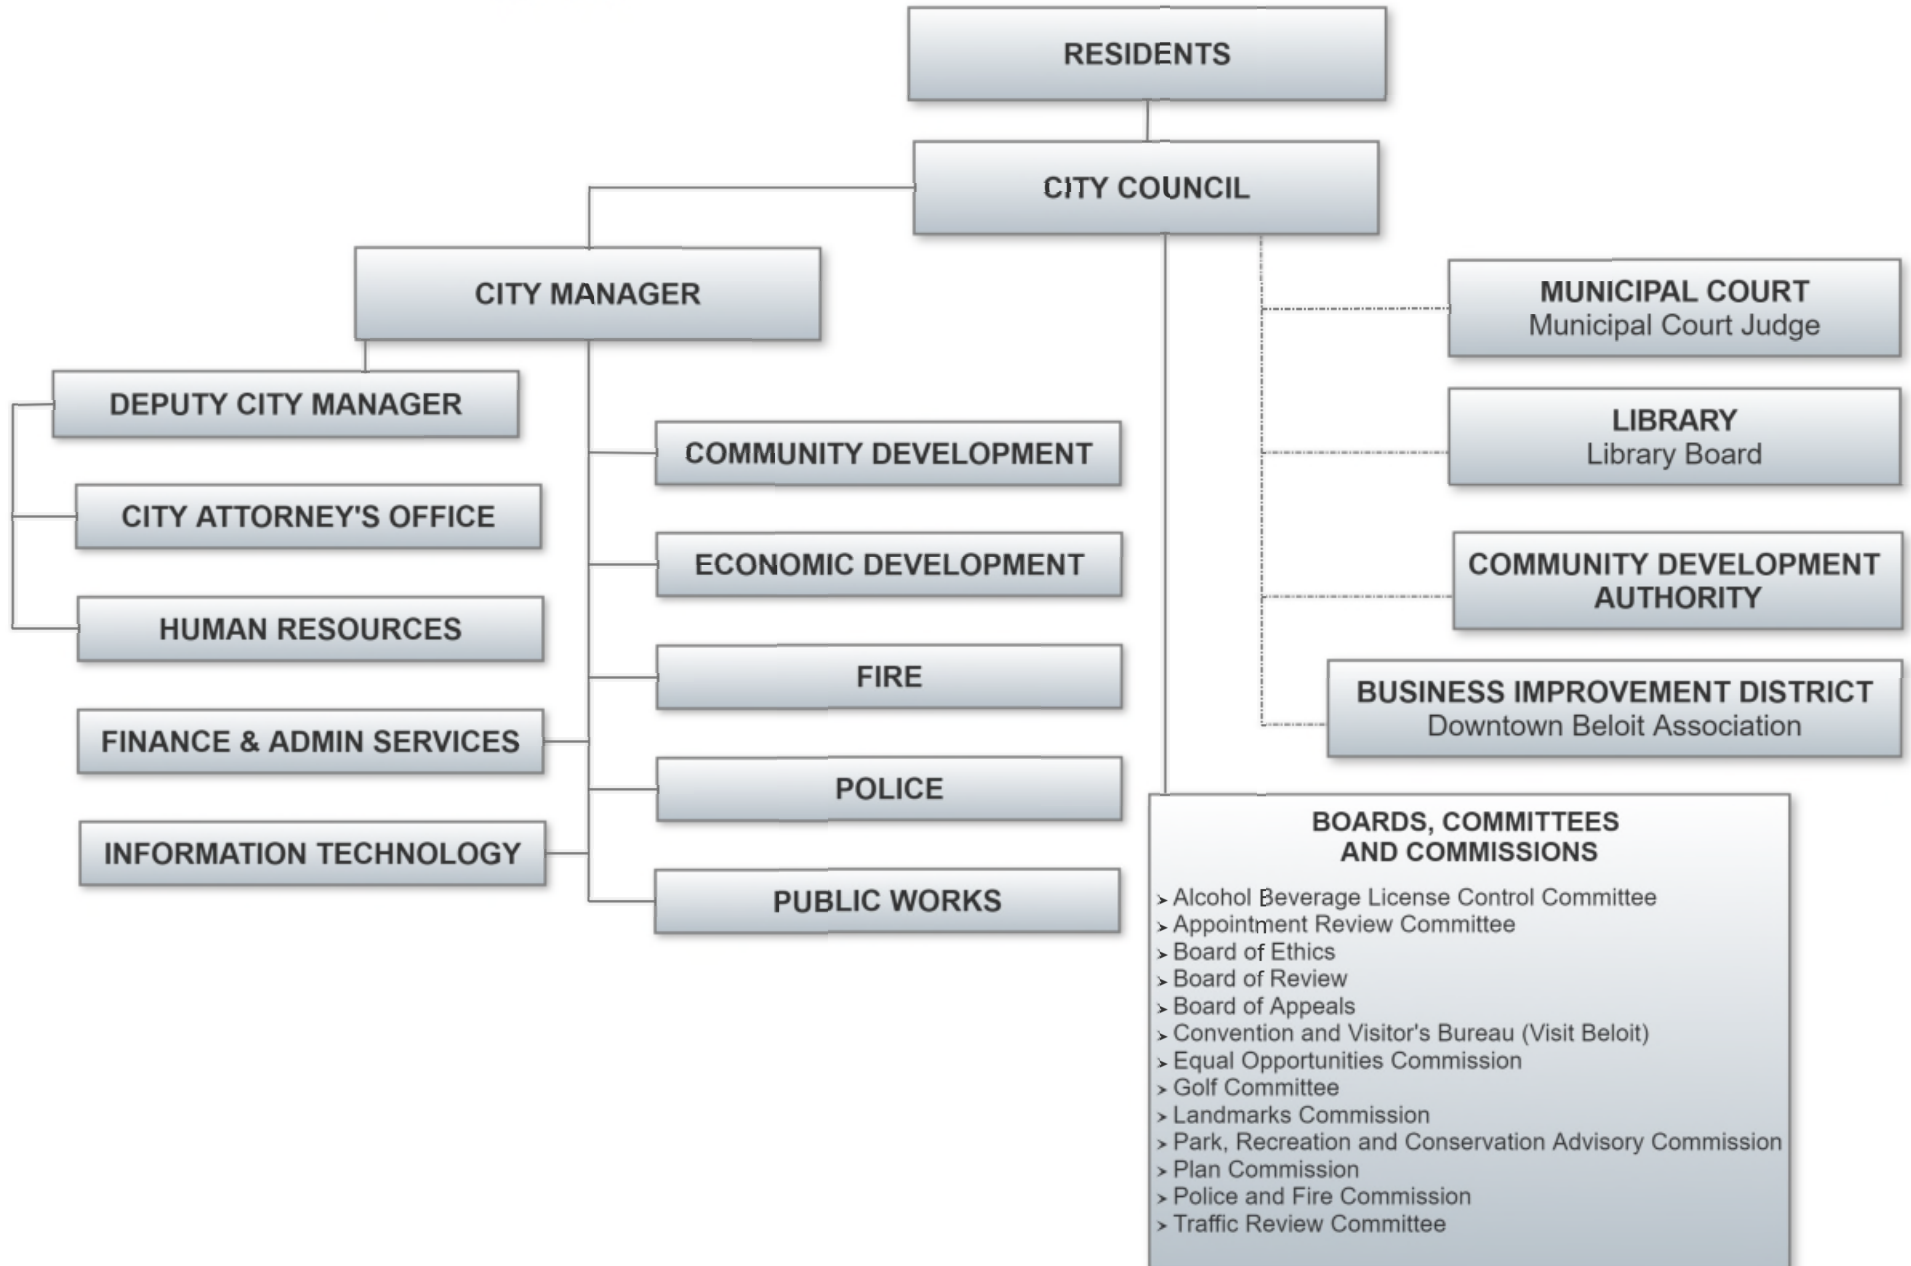 RESIDENTS
CITY COUNCIL
CITY MANAGER
DEPUTY CITY MANAGER
CITY ATTORNEY'S OFFICE
HUMAN RESOURCES
FINANCE & ADMIN SERVICES
INFORMATION TECHNOLOGY
COMMUNITY DEVELOPMENT
ECONOMIC DEVELOPMENT
FIRE
POLICE
PUBLIC WORKS
MUNICIPAL COURT
Municipal Court Judge
LIBRARY
Library Board
COMMUNITY DEVELOPMENT
AUTHORITY
BUSINESS IMPROVEMENT DISTRICT
Downtown Beloit Association
BOARDS, COMMITTEES
AND COMMISSIONS
➢ Alcohol Beverage License Control Committee
➢ Appointment Review Committee
➢ Board of Ethics
➢ Board of Review
➢ Board of Appeals
➢ Convention and Visitor's Bureau (Visit Beloit)
➢ Equal Opportunities Commission
➢ Golf Committee
➢ Landmarks Commission
➢ Park, Recreation and Conservation Advisory Commission
➢ Plan Commission
➢ Police and Fire Commission
➢ Traffic Review Committee